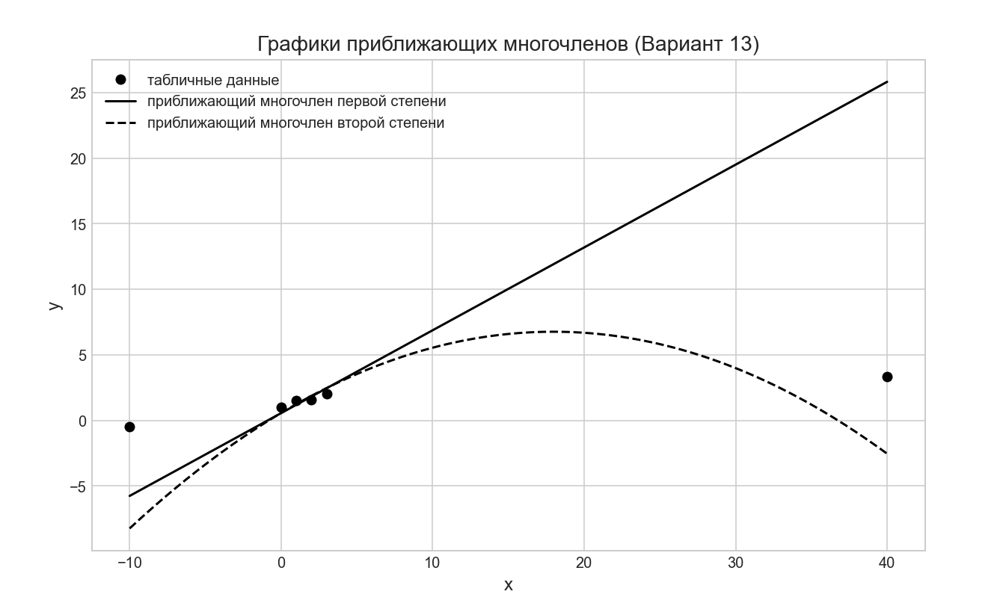 Графики приближающих многочленов (Вариант 13)
табличные данные
приближающий многочлен первой степени
приближающий многочлен второй степени
25
20
15
10
5
0
−5
y
−10 0 10 20 30 40
x